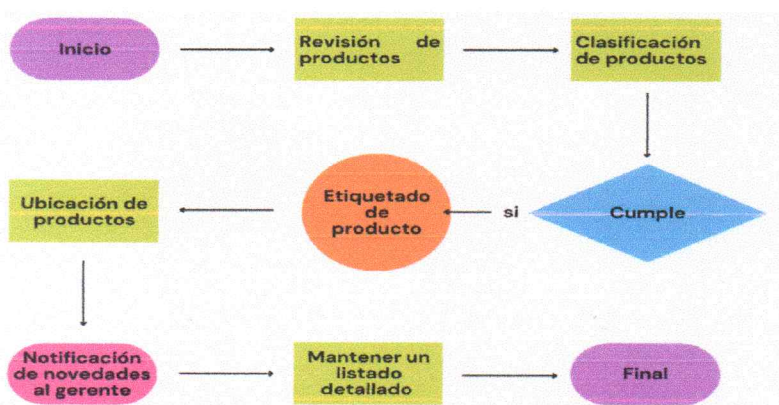 Inicio
Revisión de
productos
Clasificación
de productos
Cumple
si
Etiquetado
de
producto
Ubicación de
productos
Notificación
de novedades
al gerente
Mantener un
listado
detallado
Final